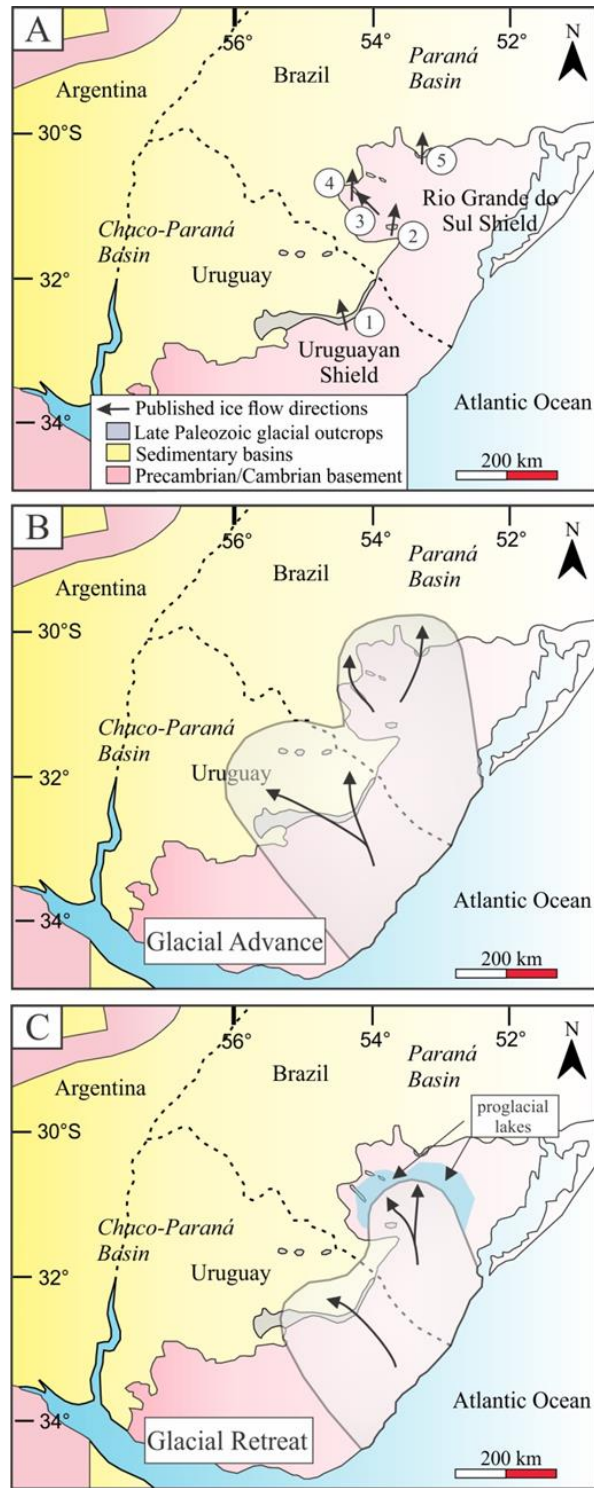 A
56°
54°
52°
N
Argentina
Brazil
Paraná
Basin
30°S
5
4
Rio Grande do
Sul Shield
3
2
Chaco-Paraná
Basin
Uruguay
32°
1
Uruguayan
Shield
Published ice flow directions
Late Paleozoic glacial outcrops
Sedimentary basins
Precambrian/Cambrian basement
34°
Atlantic Ocean
200 km
B
56°
54°
52°
N
Argentina
Brazil
Paraná
Basin
30°S
Chaco-Paraná
Basin
Uruguay
32°
34°
Glacial Advance
Atlantic Ocean
200 km
C
56°
54°
52°
N
Argentina
Brazil
Paraná
Basin
proglacial
lakes
30°S
Chaco-Paraná
Basin
Uruguay
32°
34°
Glacial Retreat
Atlantic Ocean
200 km